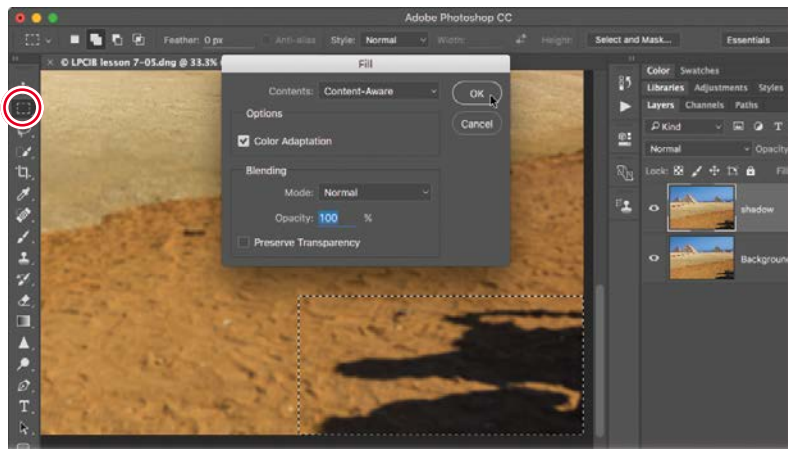 Adobe Photoshop CC
Feather: 0 px Anti-alias Style: Normal Width: Height: Select and Mask... Essentials
× © LPCIB lesson 7-05.dng @ 33.3%
Fill
Contents: Content-Aware
OK
Cancel
Options
Color Adaptation
Blending
Mode: Normal
Opacity: 100 %
Preserve Transparency
Color Swatches
Libraries Adjustments Styles
Layers Channels Paths
Kind
T
Normal Opacity
Lock: Fil
shadow
Background
T